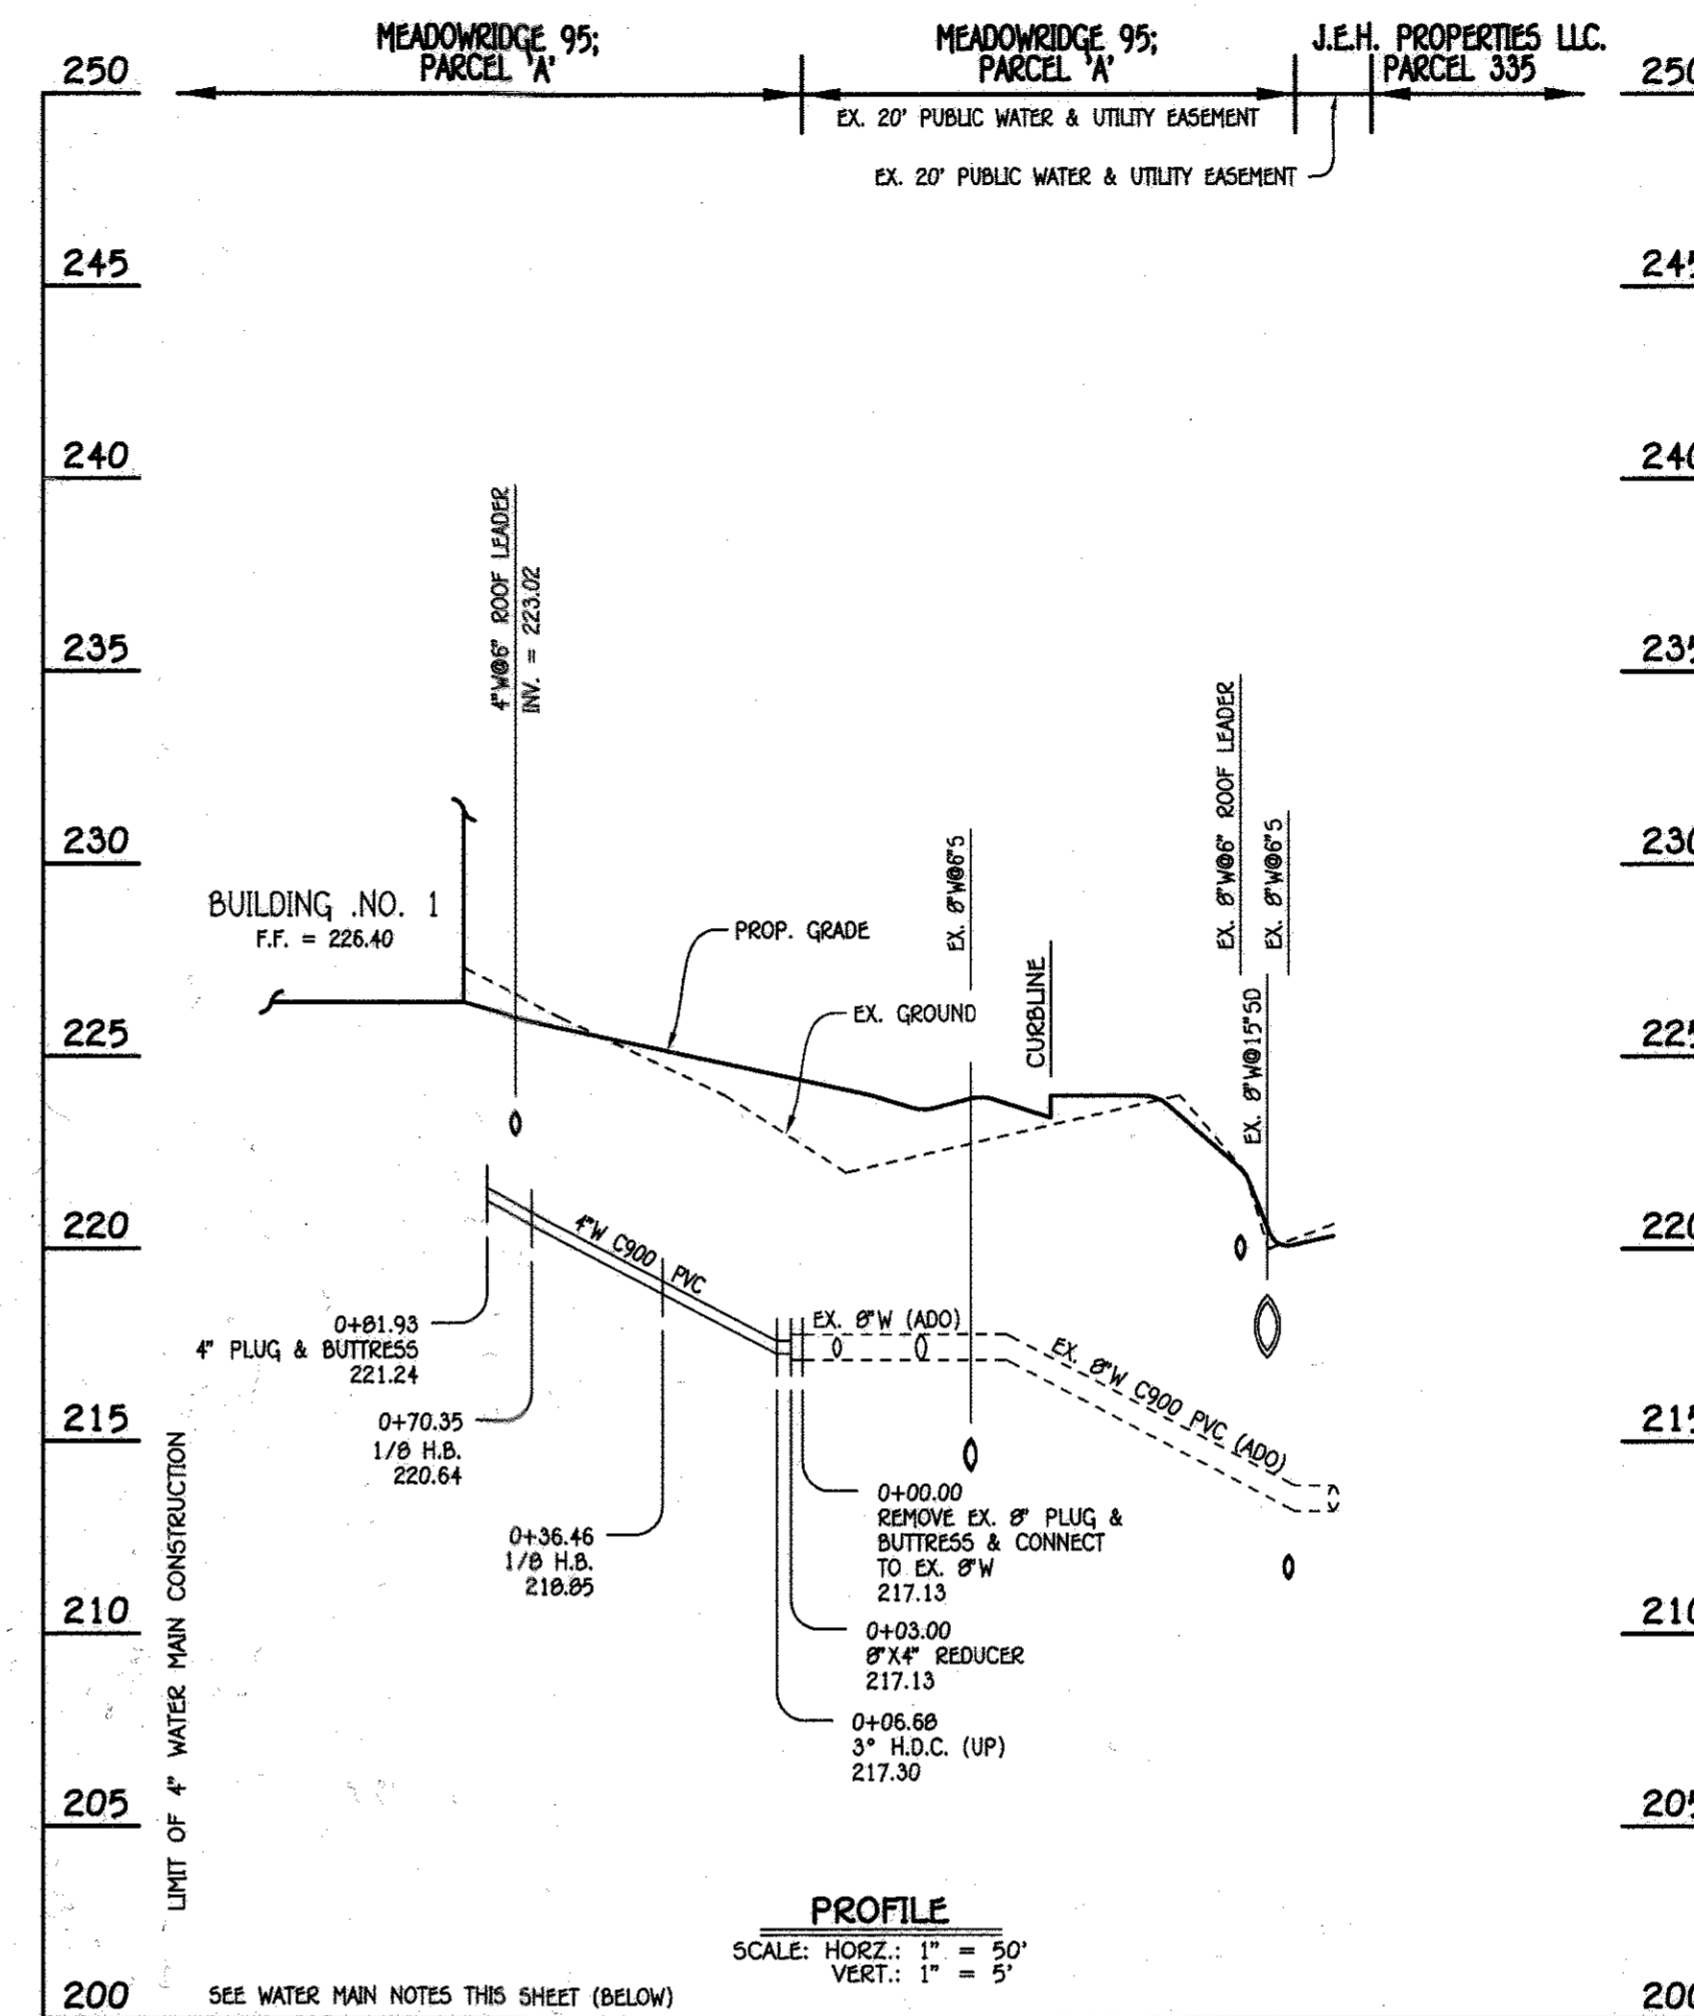 MEADOWRIDGE 95;
PARCEL 'A'
MEADOWRIDGE 95;
PARCEL 'A'
J.E.H. PROPERTIES LLC.
PARCEL 335
EX. 20' PUBLIC WATER & UTILITY EASEMENT
EX. 20' PUBLIC WATER & UTILITY EASEMENT
250
245
240
235
230
225
220
215
210
205
200
250
240
230
220
210
200
4"W@6" ROOF LEADER
INV. = 223.02
BUILDING .NO. 1
F.F. = 226.40
PROP. GRADE
EX. GROUND
EX. 8"W@6"S
CURBLINE
EX. 8"W@6" ROOF LEADER
EX. 8"W@6"S
EX. 8"W@15"SD
4"W C900 PVC
EX. 8"W (ADO)
EX. 8"W C900 PVC (ADO)
0+81.93
4" PLUG & BUTTRESS
221.24
0+70.35
1/8 H.B.
220.64
0+36.46
1/8 H.B.
218.85
0+00.00
REMOVE EX. 8" PLUG &
BUTTRESS & CONNECT
TO EX. 8"W
217.13
0+03.00
8"X4" REDUCER
217.13
0+06.68
3° H.D.C. (UP)
217.30
LIMIT OF 4" WATER MAIN CONSTRUCTION
PROFILE
SCALE: HORZ.: 1" = 50'
VERT.: 1" = 5'
SEE WATER MAIN NOTES THIS SHEET (BELOW)